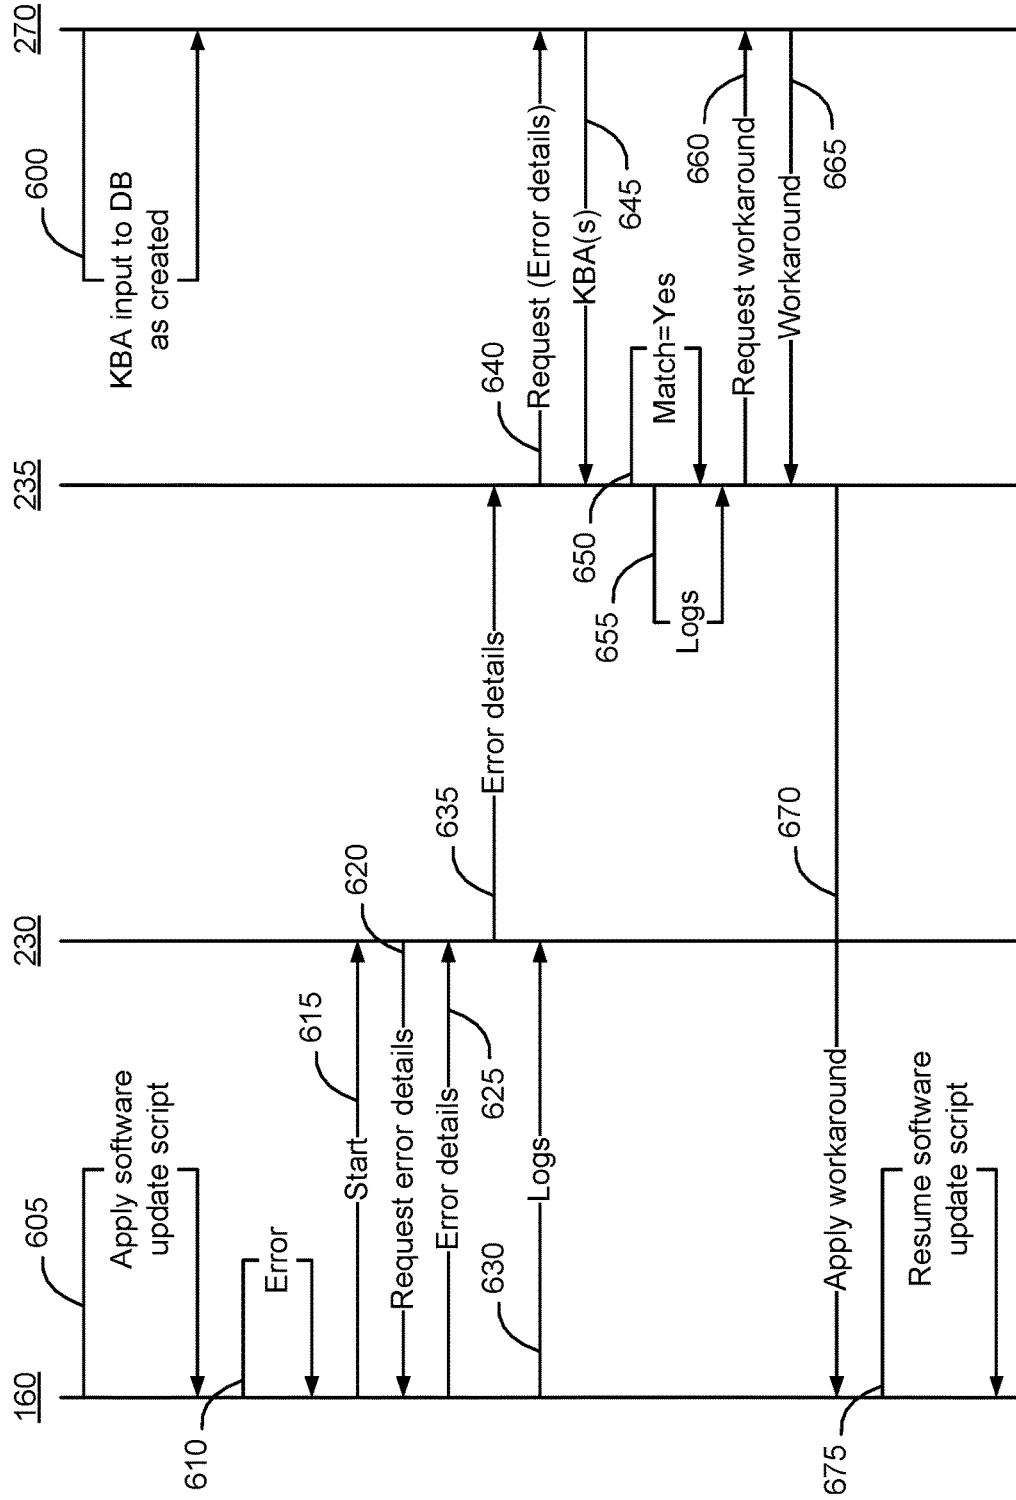 160
230
235
270
605
Apply software
update script
600
KBA input to DB
as created
610
Error
615
Start
620
Request error details
625
Error details
635
Error details
630
Logs
640
Request (Error details)
645
KBA(s)
650
Match=Yes
655
Logs
660
Request workaround
665
Workaround
670
Apply workaround
675
Resume software
update script